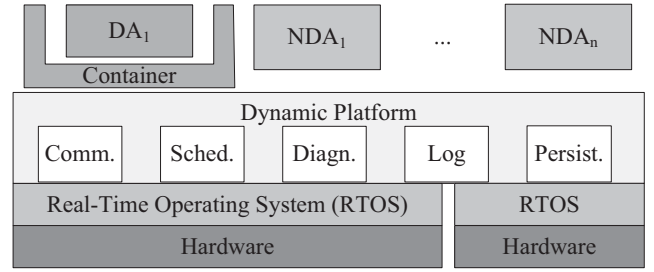 DA1 NDA1 ... NDAn
Container
Dynamic Platform
Comm. Sched. Diagn. Log Persist.
Real-Time Operating System (RTOS) RTOS
Hardware Hardware